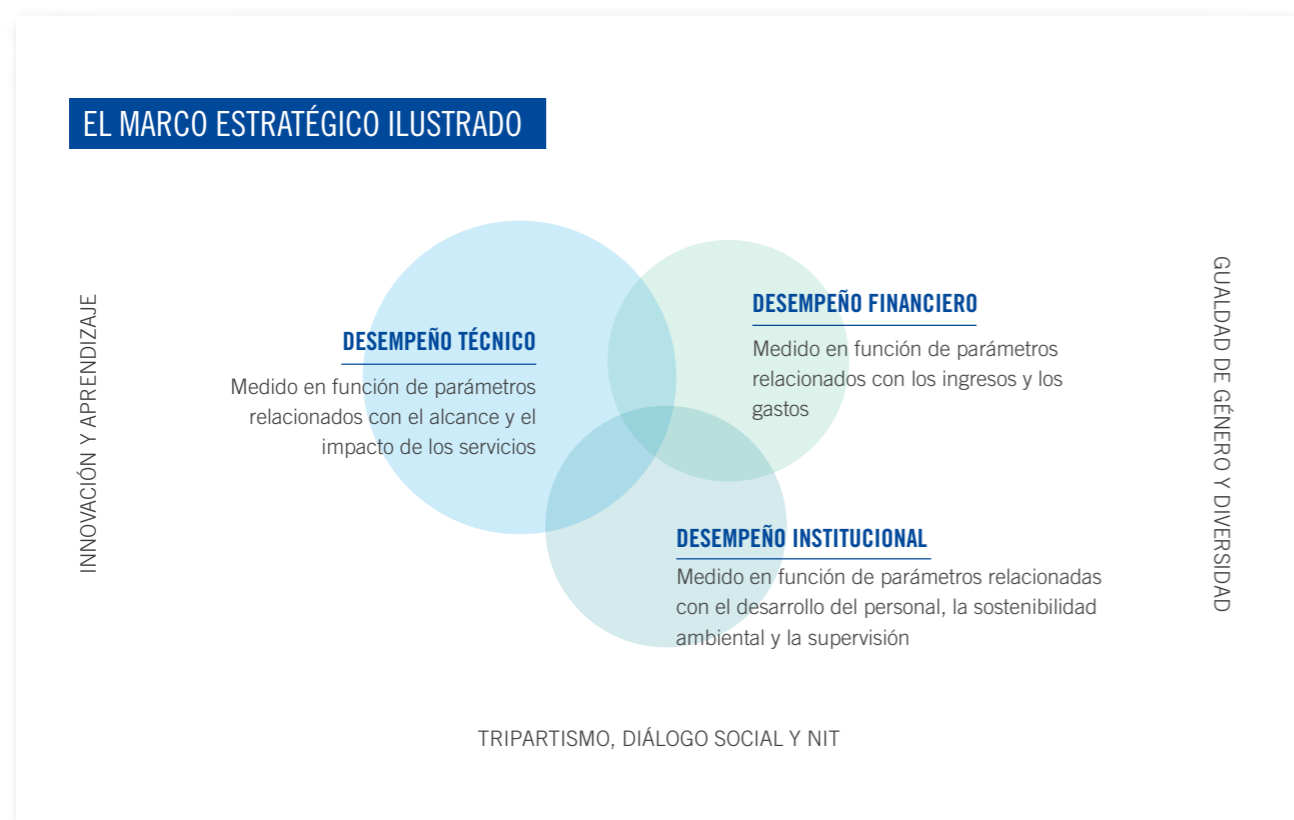 EL MARCO ESTRATÉGICO ILUSTRADO
INNOVACIÓN Y APRENDIZAJE
DESEMPEÑO TÉCNICO
Medido en función de parámetros
relacionados con el alcance y el
impacto de los servicios
DESEMPEÑO FINANCIERO
Medido en función de parámetros
relacionados con los ingresos y los
gastos
DESEMPEÑO INSTITUCIONAL
Medido en función de parámetros relacionadas
con el desarrollo del personal, la sostenibilidad
ambiental y la supervisión
GUALDAD DE GÉNERO Y DIVERSIDAD
TRIPARTISMO, DIÁLOGO SOCIAL Y NIT